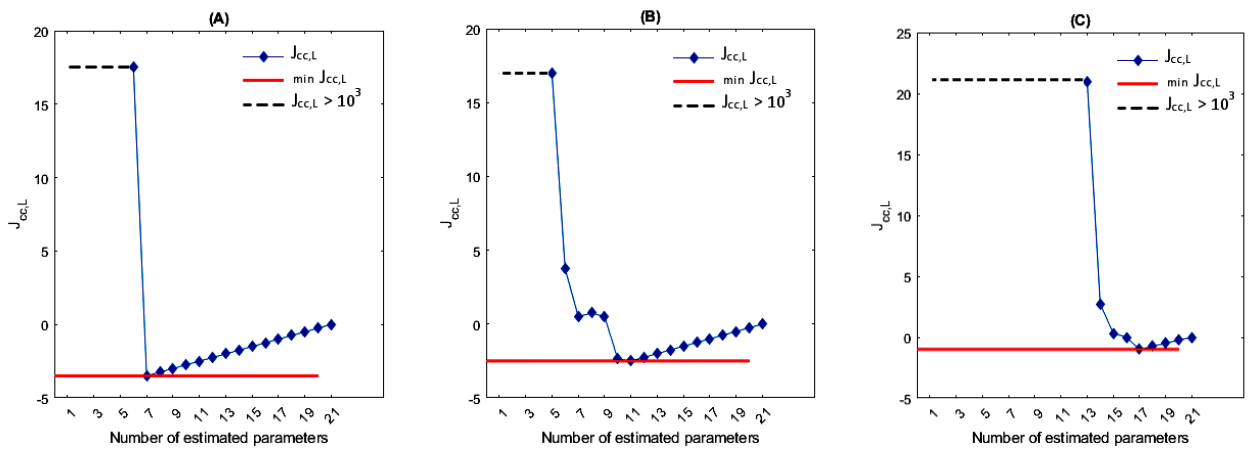 (A)
20
15
10
5
0
-5
J_cc,L
1 3 5 7 9 11 13 15 17 19 21
Number of estimated parameters
J_cc,L
min J_cc,L
J_cc,L > 10^3
(B)
20
15
10
5
0
-5
J_cc,L
1 3 5 7 9 11 13 15 17 19 21
Number of estimated parameters
J_cc,L
min J_cc,L
J_cc,L > 10^3
(C)
25
20
15
10
5
0
-5
J_cc,L
1 3 5 7 9 11 13 15 17 19 21
Number of estimated parameters
J_cc,L
min J_cc,L
J_cc,L > 10^3